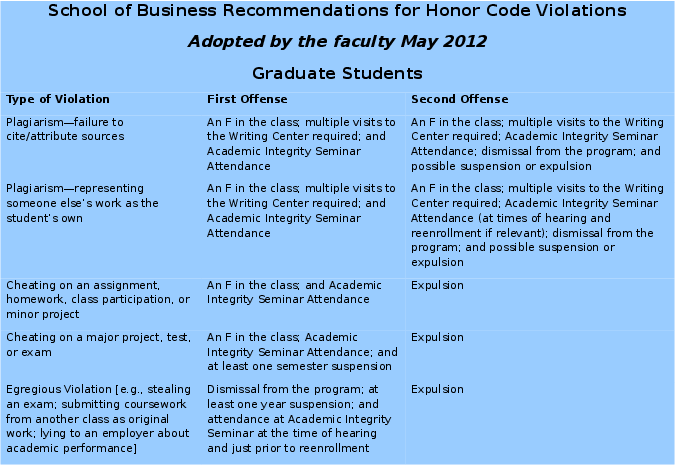 School of Business Recommendations for Honor Code Violations
Adopted by the faculty May 2012
Graduate Students
Type of Violation
First Offense
Second Offense
Plagiarism—failure to
cite/attribute sources
An F in the class; multiple visits to
the Writing Center required; and
Academic Integrity Seminar
Attendance
An F in the class; multiple visits to the Writing
Center required; Academic Integrity Seminar
Attendance; dismissal from the program; and
possible suspension or expulsion
Plagiarism—representing
someone else's work as the
student's own
An F in the class; multiple visits to
the Writing Center required; and
Academic Integrity Seminar
Attendance
An F in the class; multiple visits to the Writing
Center required; Academic Integrity Seminar
Attendance (at times of hearing and
reenrollment if relevant); dismissal from the
program; and possible suspension or
expulsion
Cheating on an assignment,
homework, class participation, or
minor project
An F in the class; and Academic
Integrity Seminar Attendance
Expulsion
Cheating on a major project, test,
or exam
An F in the class; Academic
Integrity Seminar Attendance; and
at least one semester suspension
Expulsion
Egregious Violation [e.g., stealing
an exam; submitting coursework
from another class as original
work; lying to an employer about
academic performance]
Dismissal from the program; at
least one year suspension; and
attendance at Academic Integrity
Seminar at the time of hearing
and just prior to reenrollment
Expulsion